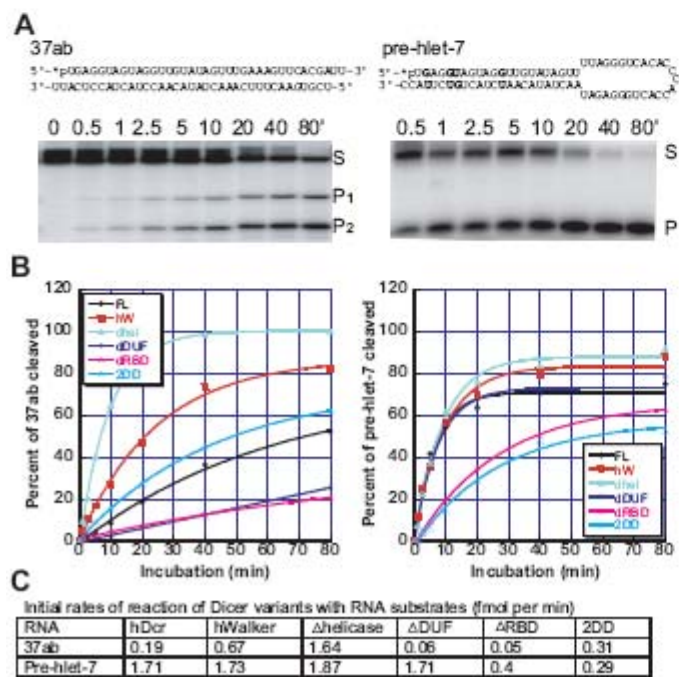 A
37ab
pre-hlet-7
5'-*pUGAGGUAGUAGGUUGUAUAGUUUGAAAGUUCACGAUU-3'
3'-UUACUCCAUCAUCCAACAUAUCAAACUUUCAAGUGCU-5'
UUAGGGUCACAC
5'-*pUGAGGUAGUAGGUUGUAUAGUU
3'-CCAUUCUGUCAUCUAACAUAUCAA
UAGAGGGUCACC
0 0.5 1 2.5 5 10 20 40 80'
0.5 1 2.5 5 10 20 40 80'
S
P1
P2
S
P
B
Percent of 37ab cleaved
120
100
80
60
40
20
0
FL
hW
dhel
dDUF
dRBD
2DD
0 10 20 30 40 50 60 70 80
Incubation (min)
Percent of pre-hlet-7 cleaved
120
100
80
60
40
20
0
FL
hW
dhel
dDUF
dRBD
2DD
0 10 20 30 40 50 60 70 80
Incubation (min)
C
Initial rates of reaction of Dicer variants with RNA substrates (fmol per min)
RNA hDcr hWalker Δhelicase ΔDUF ΔRBD 2DD
37ab 0.19 0.67 1.64 0.06 0.05 0.31
Pre-hlet-7 1.71 1.73 1.87 1.71 0.4 0.29